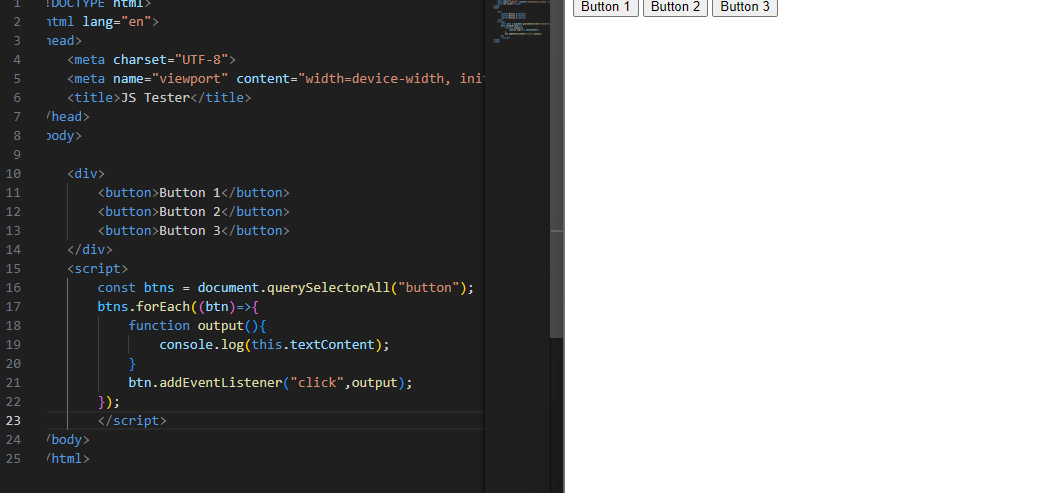 1 !DOCTYPE html>
2 html lang="en">
3 head>
4 <meta charset="UTF-8">
5 <meta name="viewport" content="width=device-width, ini
6 <title>JS Tester</title>
7 /head>
8 body>
9
10 <div>
11 <button>Button 1</button>
12 <button>Button 2</button>
13 <button>Button 3</button>
14 </div>
15 <script>
16 const btns = document.querySelectorAll("button");
17 btns.forEach((btn)=>{
18 function output(){
19 console.log(this.textContent);
20 }
21 btn.addEventListener("click",output);
22 });
23 </script>
24 /body>
25 /html>
Button 1 Button 2 Button 3